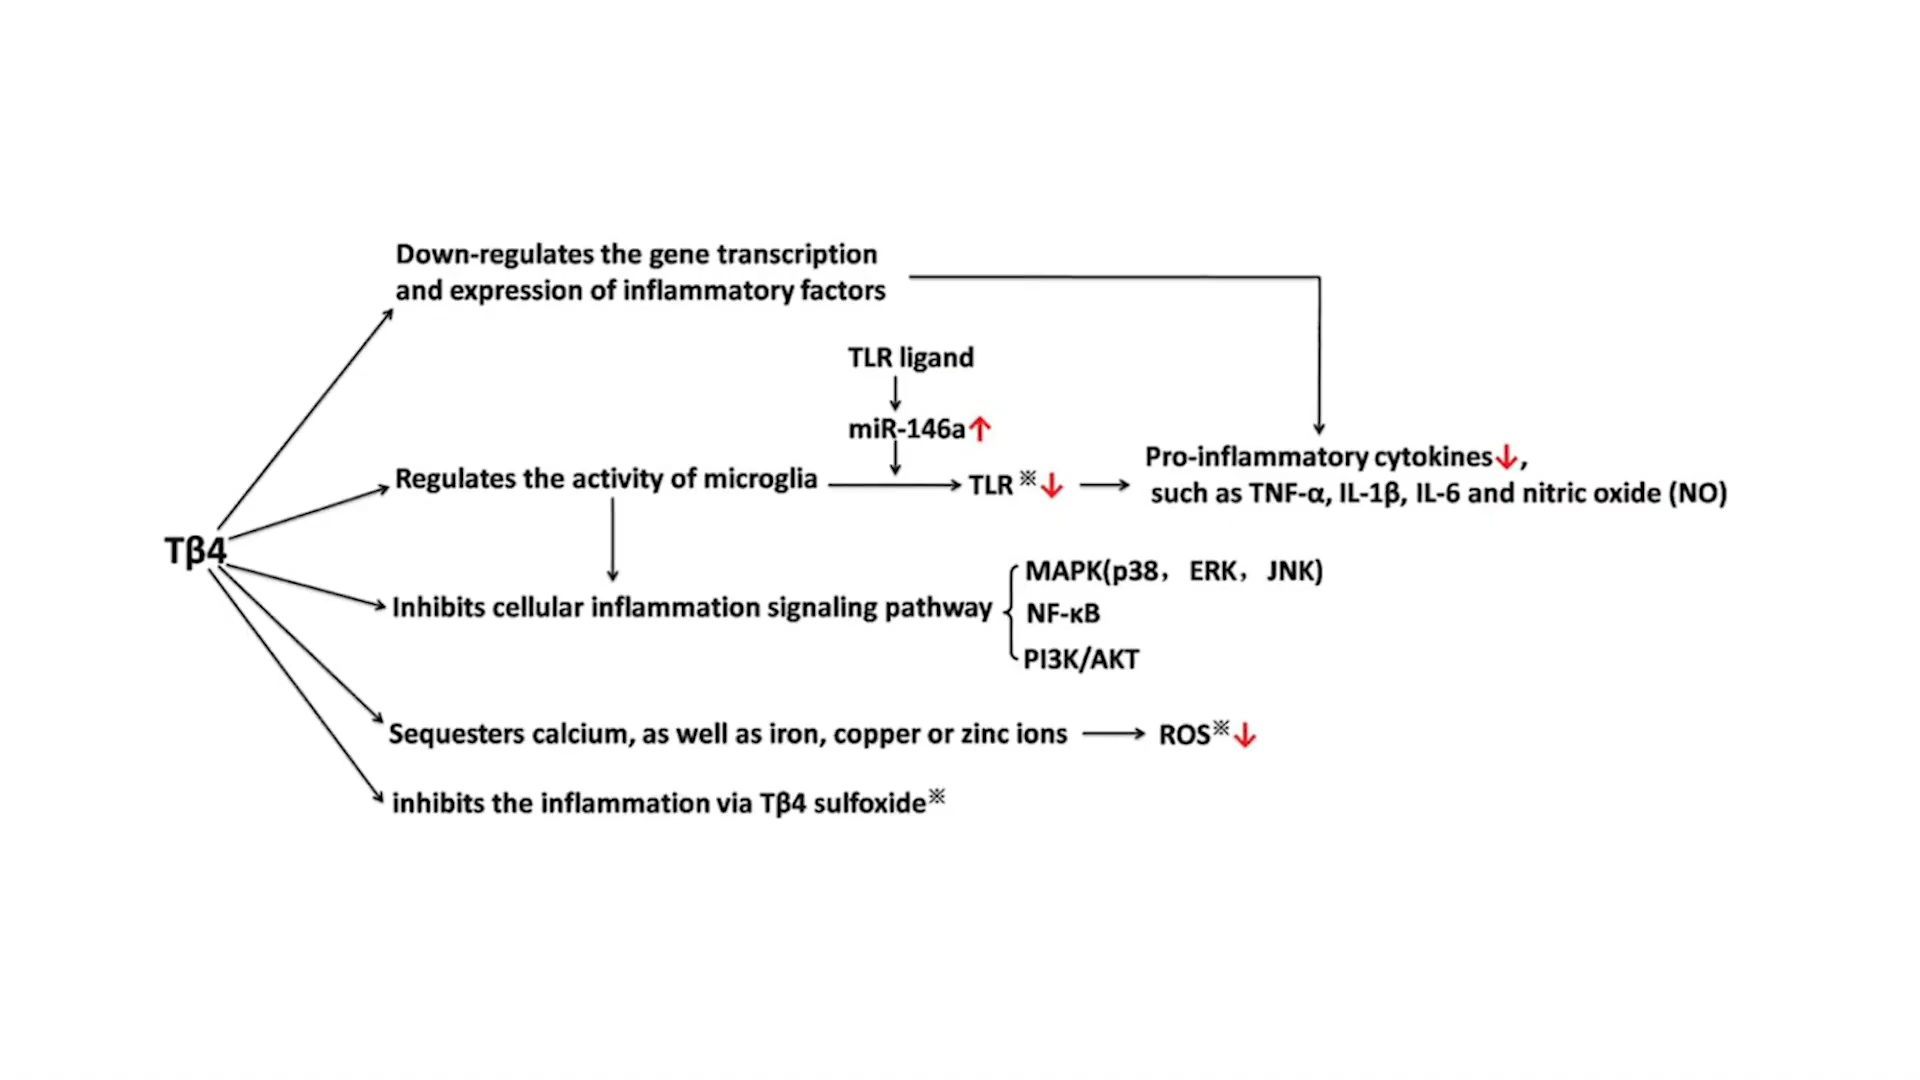 Down-regulates the gene transcription
and expression of inflammatory factors
TLR ligand
miR-146a↑
Regulates the activity of microglia
TLR※↓
Pro-inflammatory cytokines↓,
such as TNF-α, IL-1β, IL-6 and nitric oxide (NO)
Tβ4
Inhibits cellular inflammation signaling pathway
MAPK(p38，ERK，JNK)
NF-κB
PI3K/AKT
Sequesters calcium, as well as iron, copper or zinc ions
ROS※↓
inhibits the inflammation via Tβ4 sulfoxide※